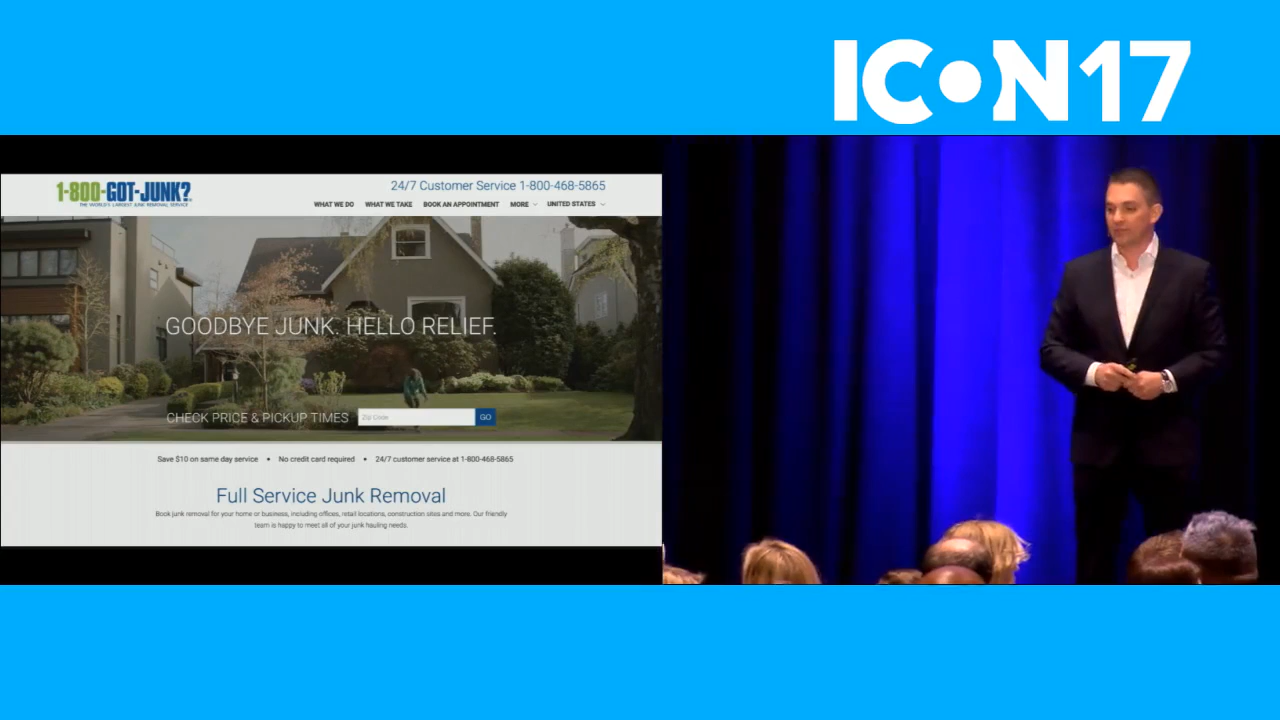 ICON17
1-800-GOT-JUNK?
THE WORLD'S LARGEST JUNK REMOVAL SERVICE
24/7 Customer Service 1-800-468-5865
WHAT WE DO WHAT WE TAKE BOOK AN APPOINTMENT MORE UNITED STATES
GOODBYE JUNK. HELLO RELIEF.
CHECK PRICE & PICKUP TIMES Zip Code GO
Save $10 on same day service • No credit card required • 24/7 customer service at 1-800-468-5865
Full Service Junk Removal
Book junk removal for your home or business, including offices, retail locations, construction sites and more. Our friendly
team is happy to meet all of your junk hauling needs.